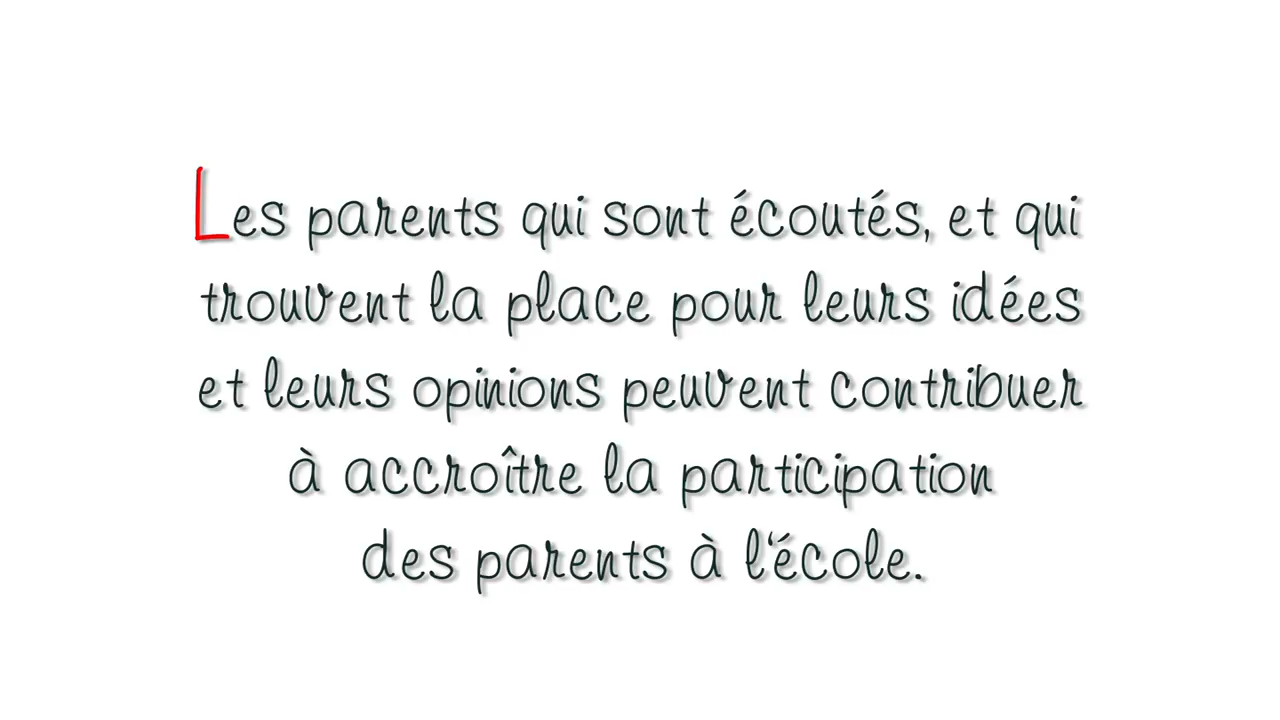 Les parents qui sont écoutés, et qui
trouvent la place pour leurs idées
et leurs opinions peuvent contribuer
à accroître la participation
des parents à l‘école.